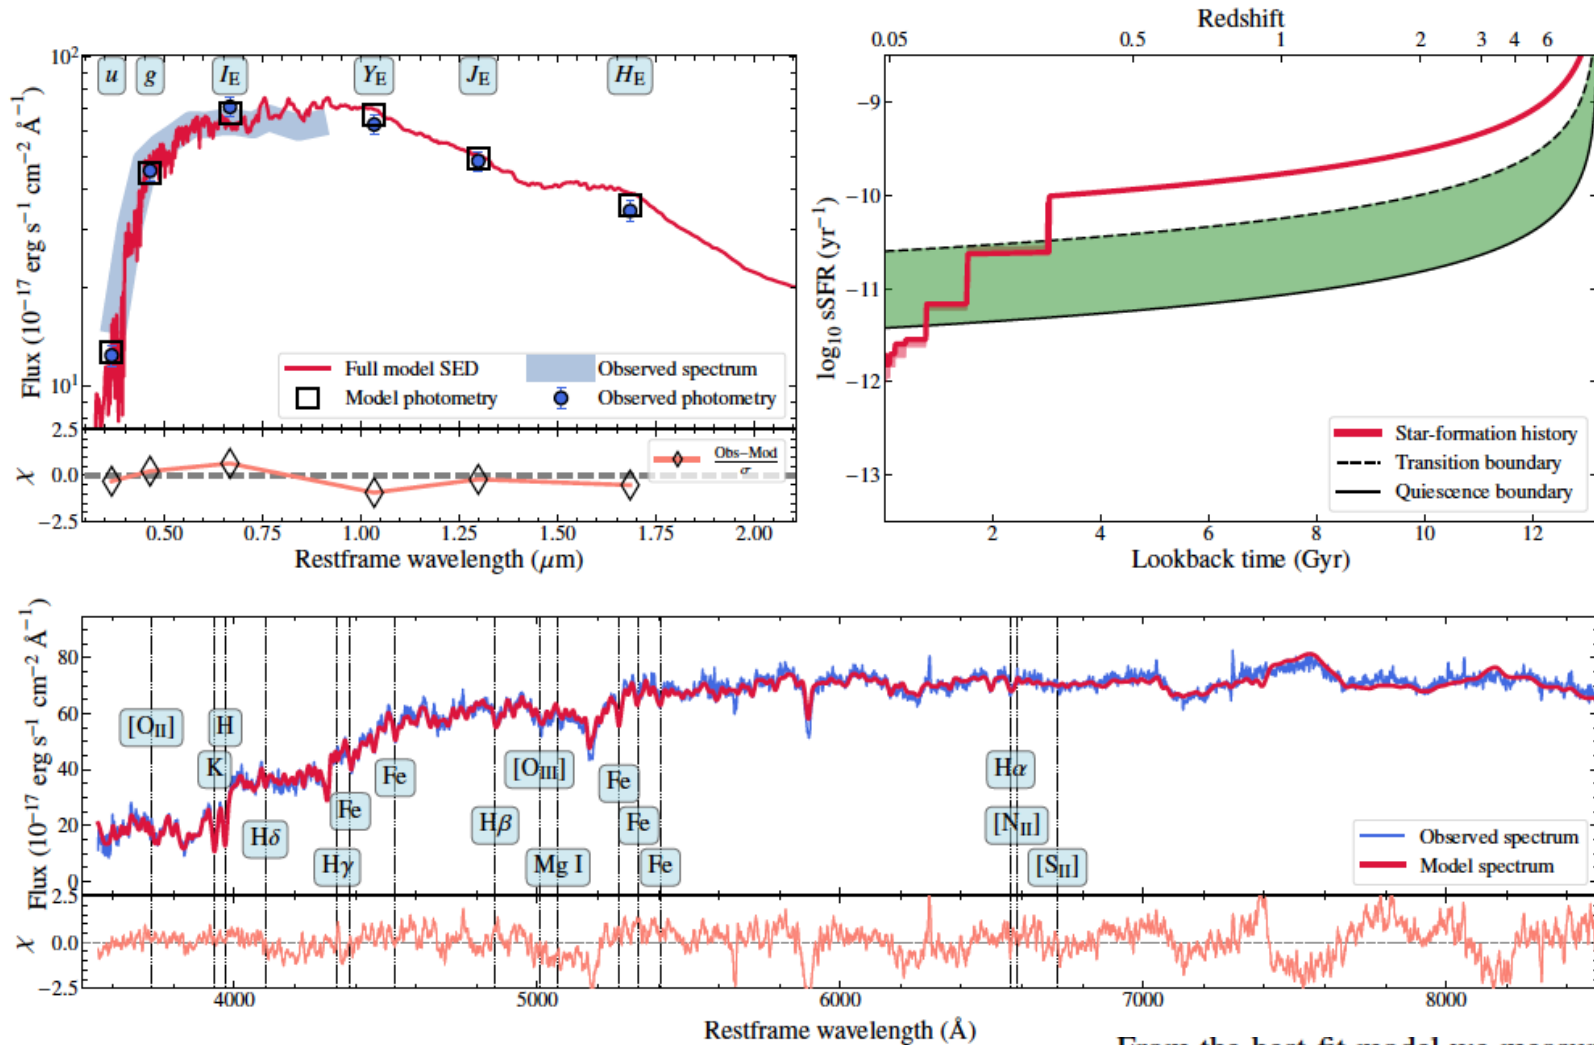 Redshift
0.05 0.5 1 2 3 4 6
10² u g I_E Y_E J_E H_E
Flux (10⁻¹⁷ erg s⁻¹ cm⁻² Å⁻¹)
10¹
Full model SED Observed spectrum
Model photometry Observed photometry
2.5
0.0
−2.5
χ
Obs−Mod
σ
0.50 0.75 1.00 1.25 1.50 1.75 2.00
Restframe wavelength (μm)
log₁₀ sSFR (yr⁻¹)
−9
−10
−11
−12
−13
Star-formation history
Transition boundary
Quiescence boundary
2 4 6 8 10 12
Lookback time (Gyr)
Flux (10⁻¹⁷ erg s⁻¹ cm⁻² Å⁻¹)
80
60
40
20
0
[OII] H
K Fe [OIII] Fe Hα
Fe
Hδ Hβ Fe [NII]
Hγ Mg I Fe [SII]
Observed spectrum
Model spectrum
2.5
0.0
−2.5
χ
4000 5000 6000 7000 8000
Restframe wavelength (Å)